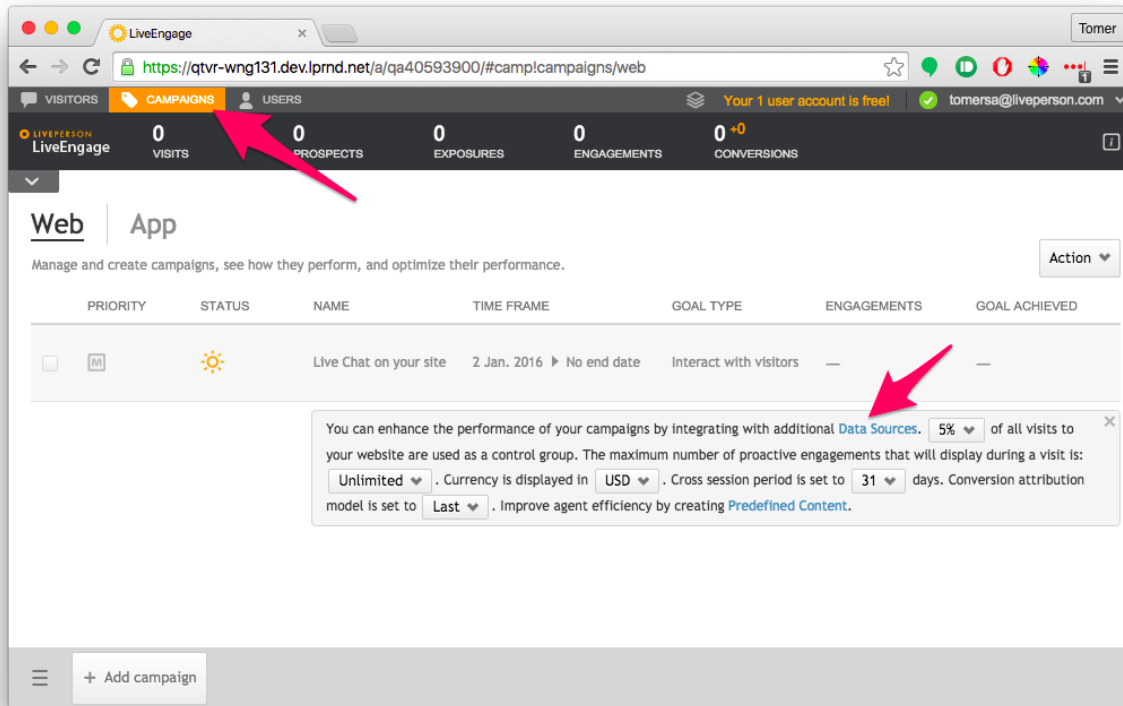 LiveEngage
Tomer
https://qtvr-wng131.dev.lprnd.net/a/qa40593900/#camp!campaigns/web
1
VISITORS CAMPAIGNS USERS Your 1 user account is free! tomersa@liveperson.com
LIVEPERSON
LiveEngage
0 0 0 0 0 +0
VISITS PROSPECTS EXPOSURES ENGAGEMENTS CONVERSIONS
Web App
Manage and create campaigns, see how they perform, and optimize their performance.
Action
PRIORITY STATUS NAME TIME FRAME GOAL TYPE ENGAGEMENTS GOAL ACHIEVED
M Live Chat on your site 2 Jan. 2016 ▶ No end date Interact with visitors — —
You can enhance the performance of your campaigns by integrating with additional Data Sources. 5% of all visits to
your website are used as a control group. The maximum number of proactive engagements that will display during a visit is:
Unlimited . Currency is displayed in USD . Cross session period is set to 31 days. Conversion attribution
model is set to Last . Improve agent efficiency by creating Predefined Content.
+ Add campaign